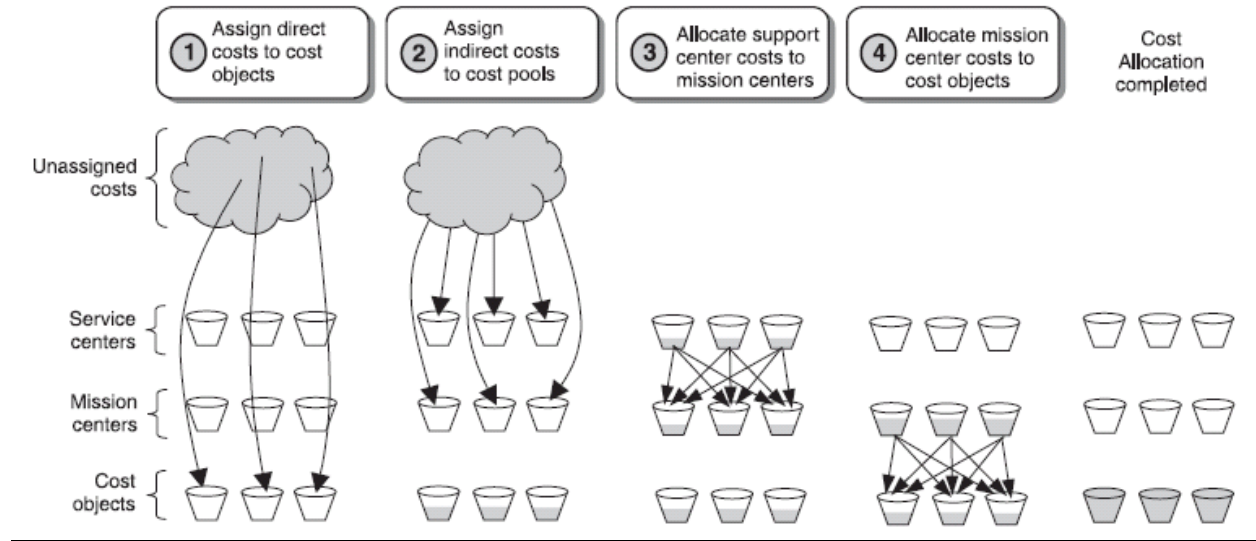 1
Assign direct
costs to cost
objects
2
Assign
indirect costs
to cost pools
3
Allocate support
center costs to
mission centers
4
Allocate mission
center costs to
cost objects
Cost
Allocation
completed
Unassigned
costs
Service
centers
Mission
centers
Cost
objects